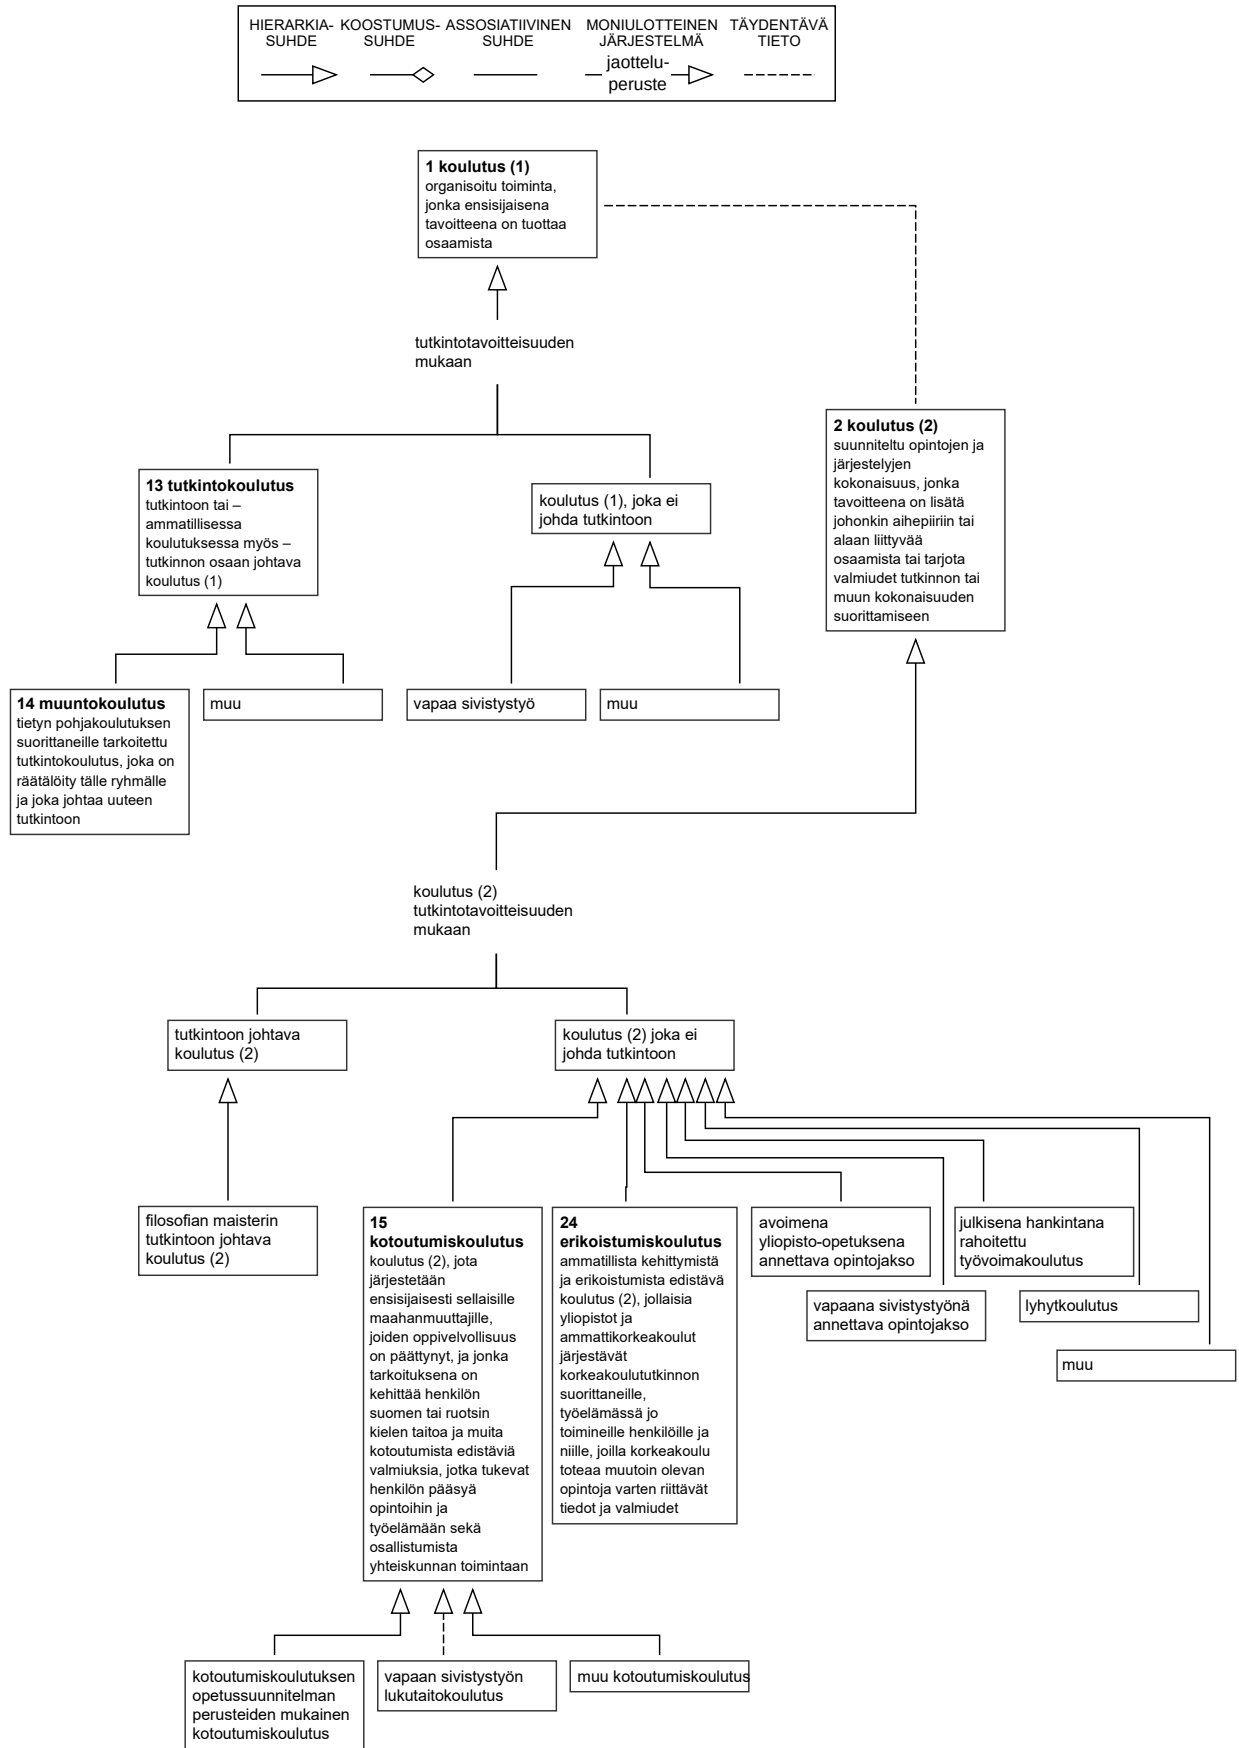 HIERARKIA-
SUHDE
KOOSTUMUS-
SUHDE
ASSOSIATIIVINEN
SUHDE
MONIULOTTEINEN
JÄRJESTELMÄ
jaottelu-
peruste
TÄYDENTÄVÄ
TIETO
1 koulutus (1)
organisoitu toiminta,
jonka ensisijaisena
tavoitteena on tuottaa
osaamista
tutkintotavoitteisuuden
mukaan
2 koulutus (2)
suunniteltu opintojen ja
järjestelyjen
kokonaisuus, jonka
tavoitteena on lisätä
johonkin aihepiiriin tai
alaan liittyvää
osaamista tai tarjota
valmiudet tutkinnon tai
muun kokonaisuuden
suorittamiseen
13 tutkintokoulutus
tutkintoon tai –
ammatillisessa
koulutuksessa myös –
tutkinnon osaan johtava
koulutus (1)
koulutus (1), joka ei
johda tutkintoon
14 muuntokoulutus
tietyn pohjakoulutuksen
suorittaneille tarkoitettu
tutkintokoulutus, joka on
räätälöity tälle ryhmälle
ja joka johtaa uuteen
tutkintoon
muu
vapaa sivistystyö
muu
koulutus (2)
tutkintotavoitteisuuden
mukaan
tutkintoon johtava
koulutus (2)
koulutus (2) joka ei
johda tutkintoon
filosofian maisterin
tutkintoon johtava
koulutus (2)
15
kotoutumiskoulutus
koulutus (2), jota
järjestetään
ensisijaisesti sellaisille
maahanmuuttajille,
joiden oppivelvollisuus
on päättynyt, ja jonka
tarkoituksena on
kehittää henkilön
suomen tai ruotsin
kielen taitoa ja muita
kotoutumista edistäviä
valmiuksia, jotka tukevat
henkilön pääsyä
opintoihin ja
työelämään sekä
osallistumista
yhteiskunnan toimintaan
24
erikoistumiskoulutus
ammatillista kehittymistä
ja erikoistumista edistävä
koulutus (2), jollaisia
yliopistot ja
ammattikorkeakoulut
järjestävät
korkeakoulututkinnon
suorittaneille,
työelämässä jo
toimineille henkilöille ja
niille, joilla korkeakoulu
toteaa muutoin olevan
opintoja varten riittävät
tiedot ja valmiudet
avoimena
yliopisto-opetuksena
annettava opintojakso
vapaana sivistystyönä
annettava opintojakso
julkisena hankintana
rahoitettu
työvoimakoulutus
lyhytkoulutus
muu
kotoutumiskoulutuksen
opetussuunnitelman
perusteiden mukainen
kotoutumiskoulutus
vapaan sivistystyön
lukutaitokoulutus
muu kotoutumiskoulutus